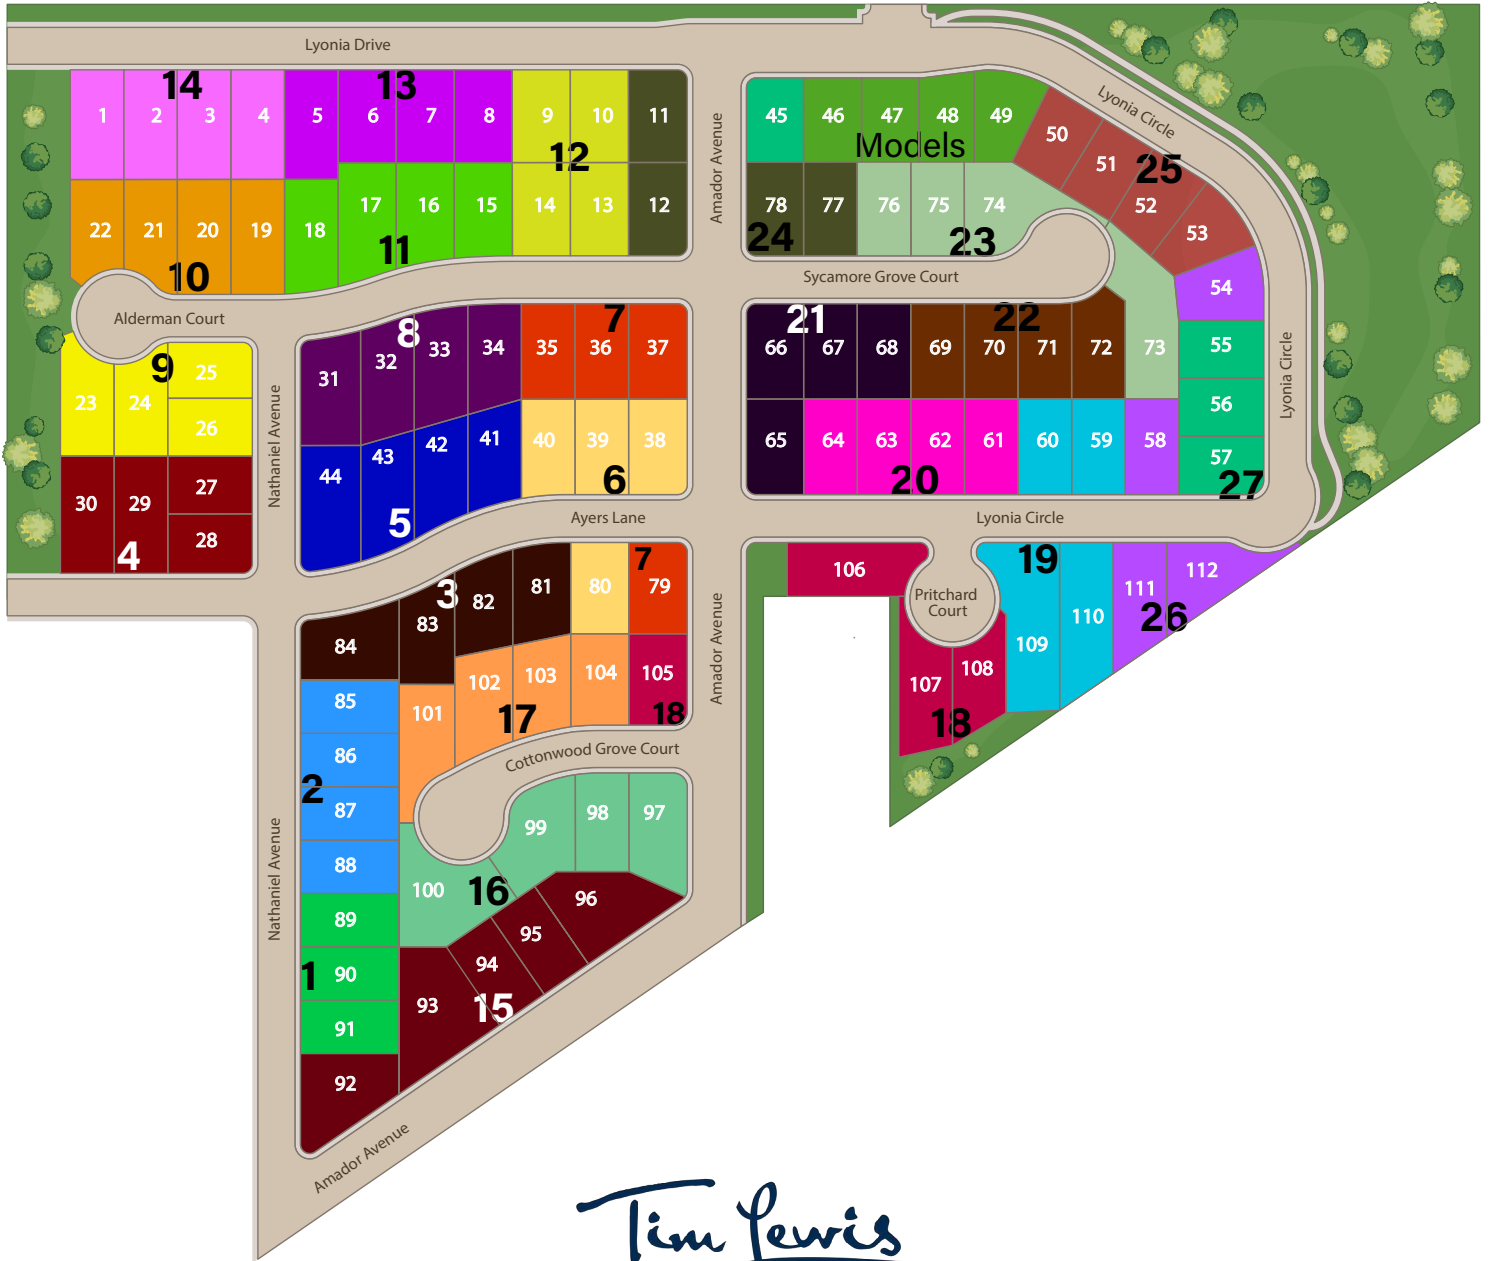 Lyonia Drive
14
13
1 2 3 4 5 6 7 8 9 10 11
12
45 46 47 48 49
Models
Lyonia Circle
50
51
25
52
53
Amador Avenue
22 21 20 19 18 17 16 15 14 13 12
10
11
78 77 76 75 74
24
23
Sycamore Grove Court
54
Alderman Court
8
7
21
22
31 32 33 34 35 36 37
66 67 68 69 70 71 72 73
55
Lyonia Circle
9
25
23 24
26
Nathaniel Avenue
56
44 43 42 41 40 39 38
65 64 63 62 61 60 59 58
57
5
6
20
27
30 29
27
28
4
Ayers Lane
Lyonia Circle
3
7
84 83 82 81 80 79
106
Pritchard
Court
19
109 110 111 112
26
Amador Avenue
107 108
18
85
101 102 103 104 105
17
18
86
2
87
Cottonwood Grove Court
88
99 98 97
Nathaniel Avenue
89
100
16
96
95
1
90
94
93
15
91
92
Amador Avenue
Tim Lewis